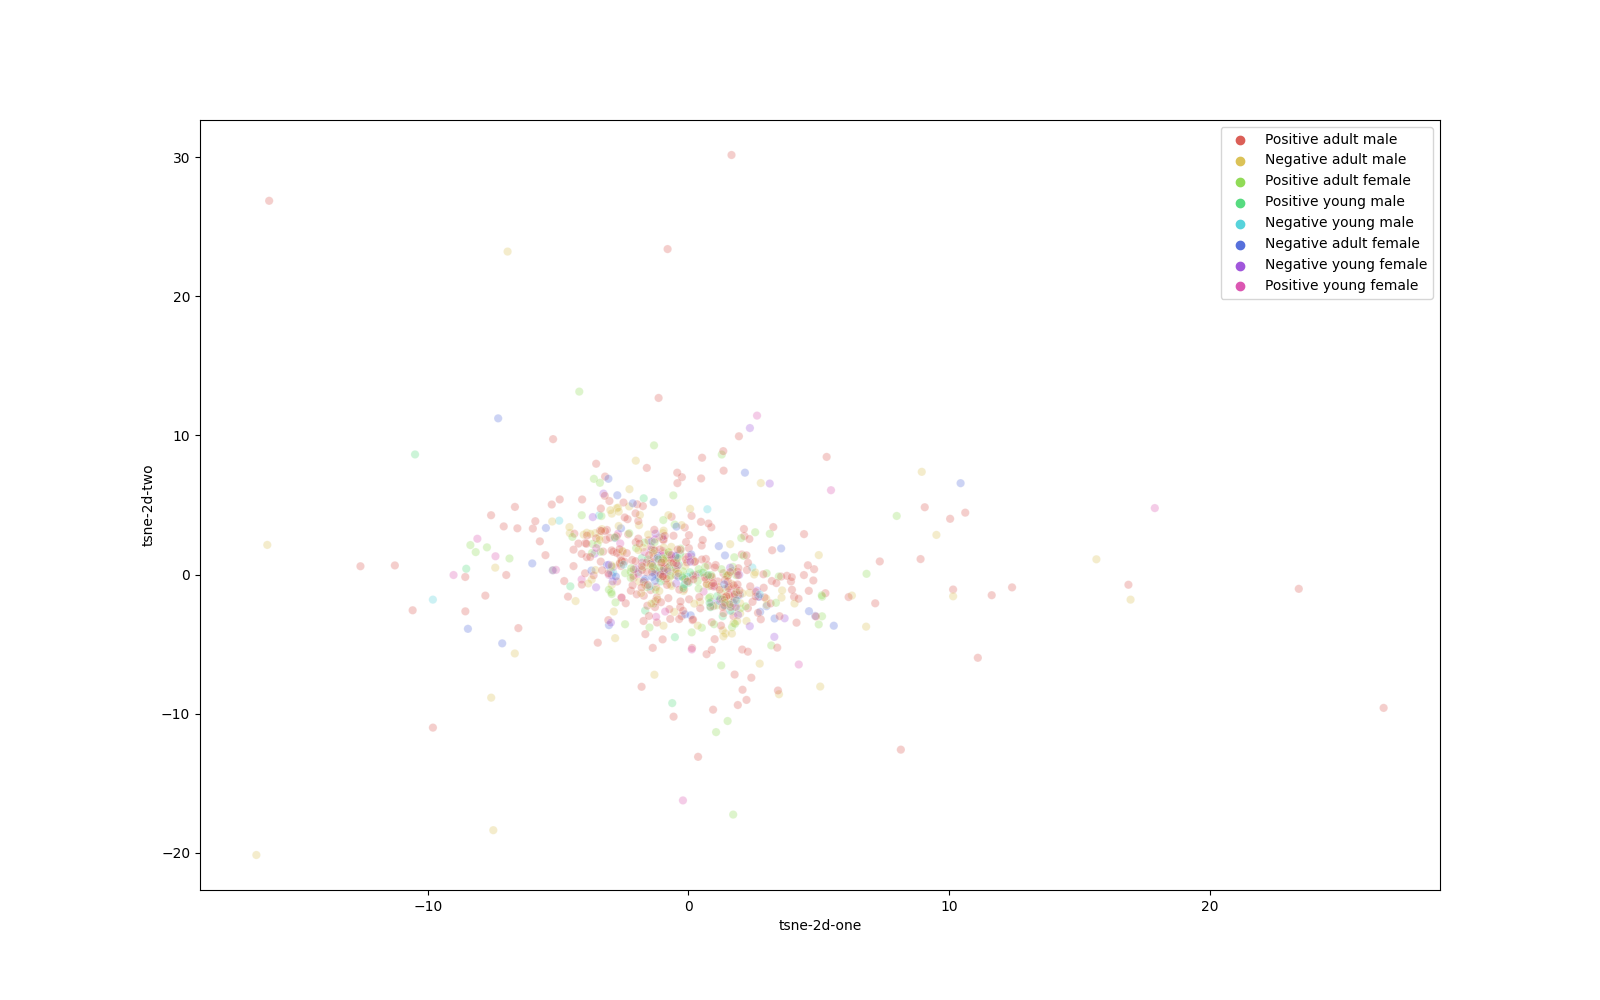 Positive adult male
Negative adult male
Positive adult female
Positive young male
Negative young male
Negative adult female
Negative young female
Positive young female
30
20
10
0
−10
−20
tsne-2d-two
−10 0 10 20
tsne-2d-one